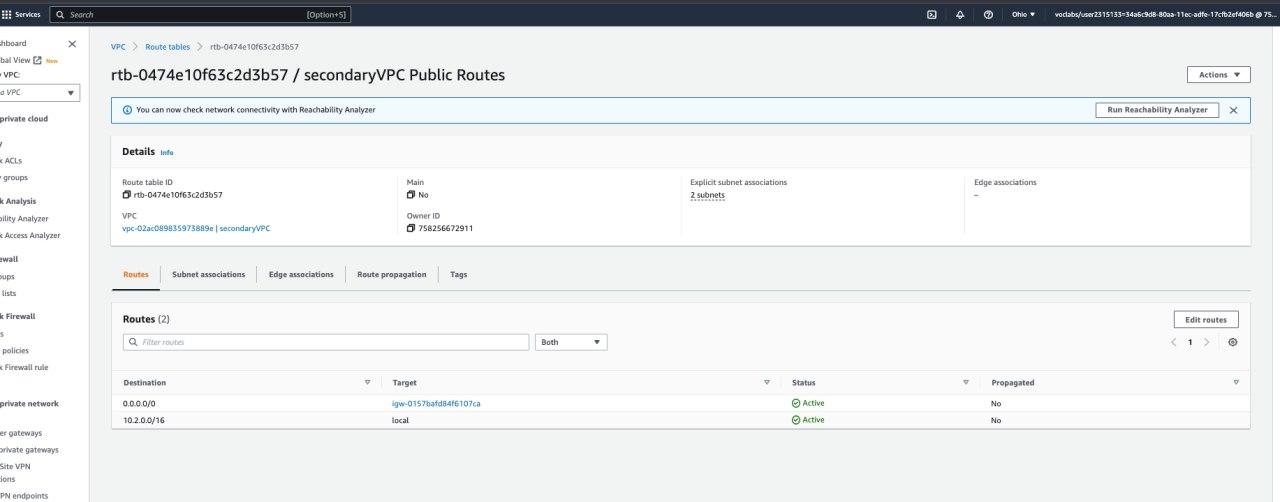 Services Search [Option+S] Ohio ▼ voclabs/user2315133=34a6c9d8-80aa-11ec-adfe-17cfb2ef406b @ 75...
VPC > Route tables > rtb-0474e10f63c2d3b57
rtb-0474e10f63c2d3b57 / secondaryVPC Public Routes
Actions ▼
You can now check network connectivity with Reachability Analyzer
Run Reachability Analyzer
Details Info
Route table ID
rtb-0474e10f63c2d3b57
Main
No
Explicit subnet associations
2 subnets
Edge associations
–
VPC
vpc-02ac089835973889e | secondaryVPC
Owner ID
758256672911
Routes Subnet associations Edge associations Route propagation Tags
Routes (2)
Edit routes
Filter routes
Both
1
Destination Target Status Propagated
0.0.0.0/0 igw-0157bafd84f6107ca Active No
10.2.0.0/16 local Active No
shboard
bal View New
VPC:
a VPC
private cloud
y
k ACLs
y groups
k Analysis
bility Analyzer
k Access Analyzer
ewall
oups
lists
k Firewall
s
policies
k Firewall rule
private network
er gateways
private gateways
Site VPN
tions
PN endpoints